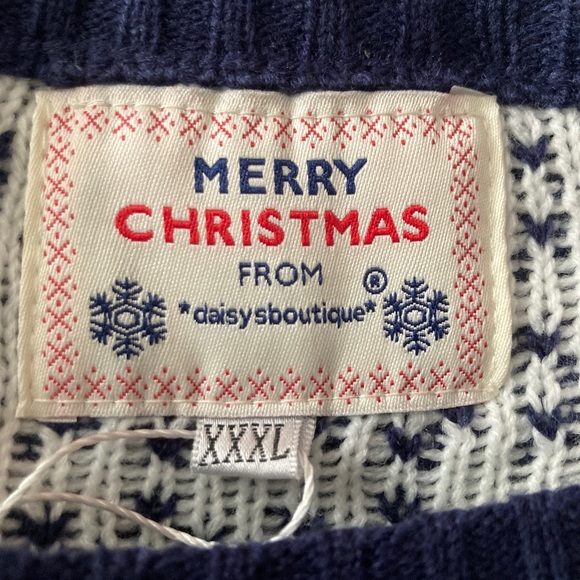 MERRY
CHRISTMAS
FROM
*daisysboutique*®
XXXL